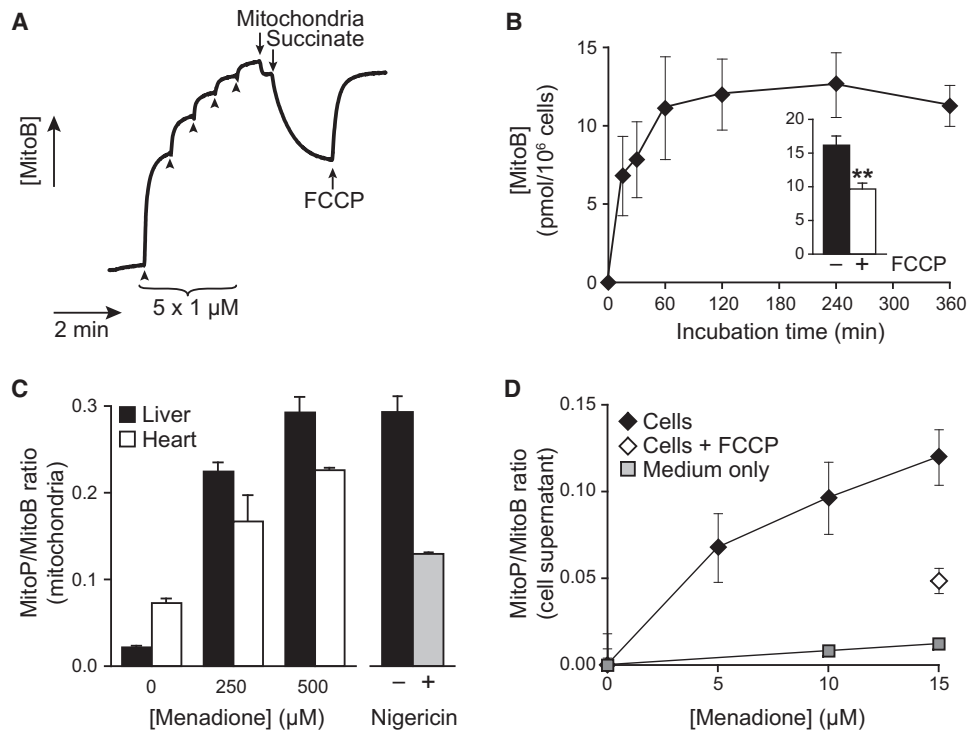 A
Mitochondria
Succinate
[MitoB]
FCCP
5 x 1 µM
2 min
B
[MitoB]
(pmol/10⁶ cells)
15
10
5
0
0 60 120 180 240 300 360
Incubation time (min)
20
15
10
5
0
**
– + FCCP
C
MitoP/MitoB ratio
(mitochondria)
0.3
0.2
0.1
0.0
Liver
Heart
0 250 500
[Menadione] (µM)
– +
Nigericin
D
MitoP/MitoB ratio
(cell supernatant)
0.15
0.10
0.05
0.00
Cells
Cells + FCCP
Medium only
0 5 10 15
[Menadione] (µM)